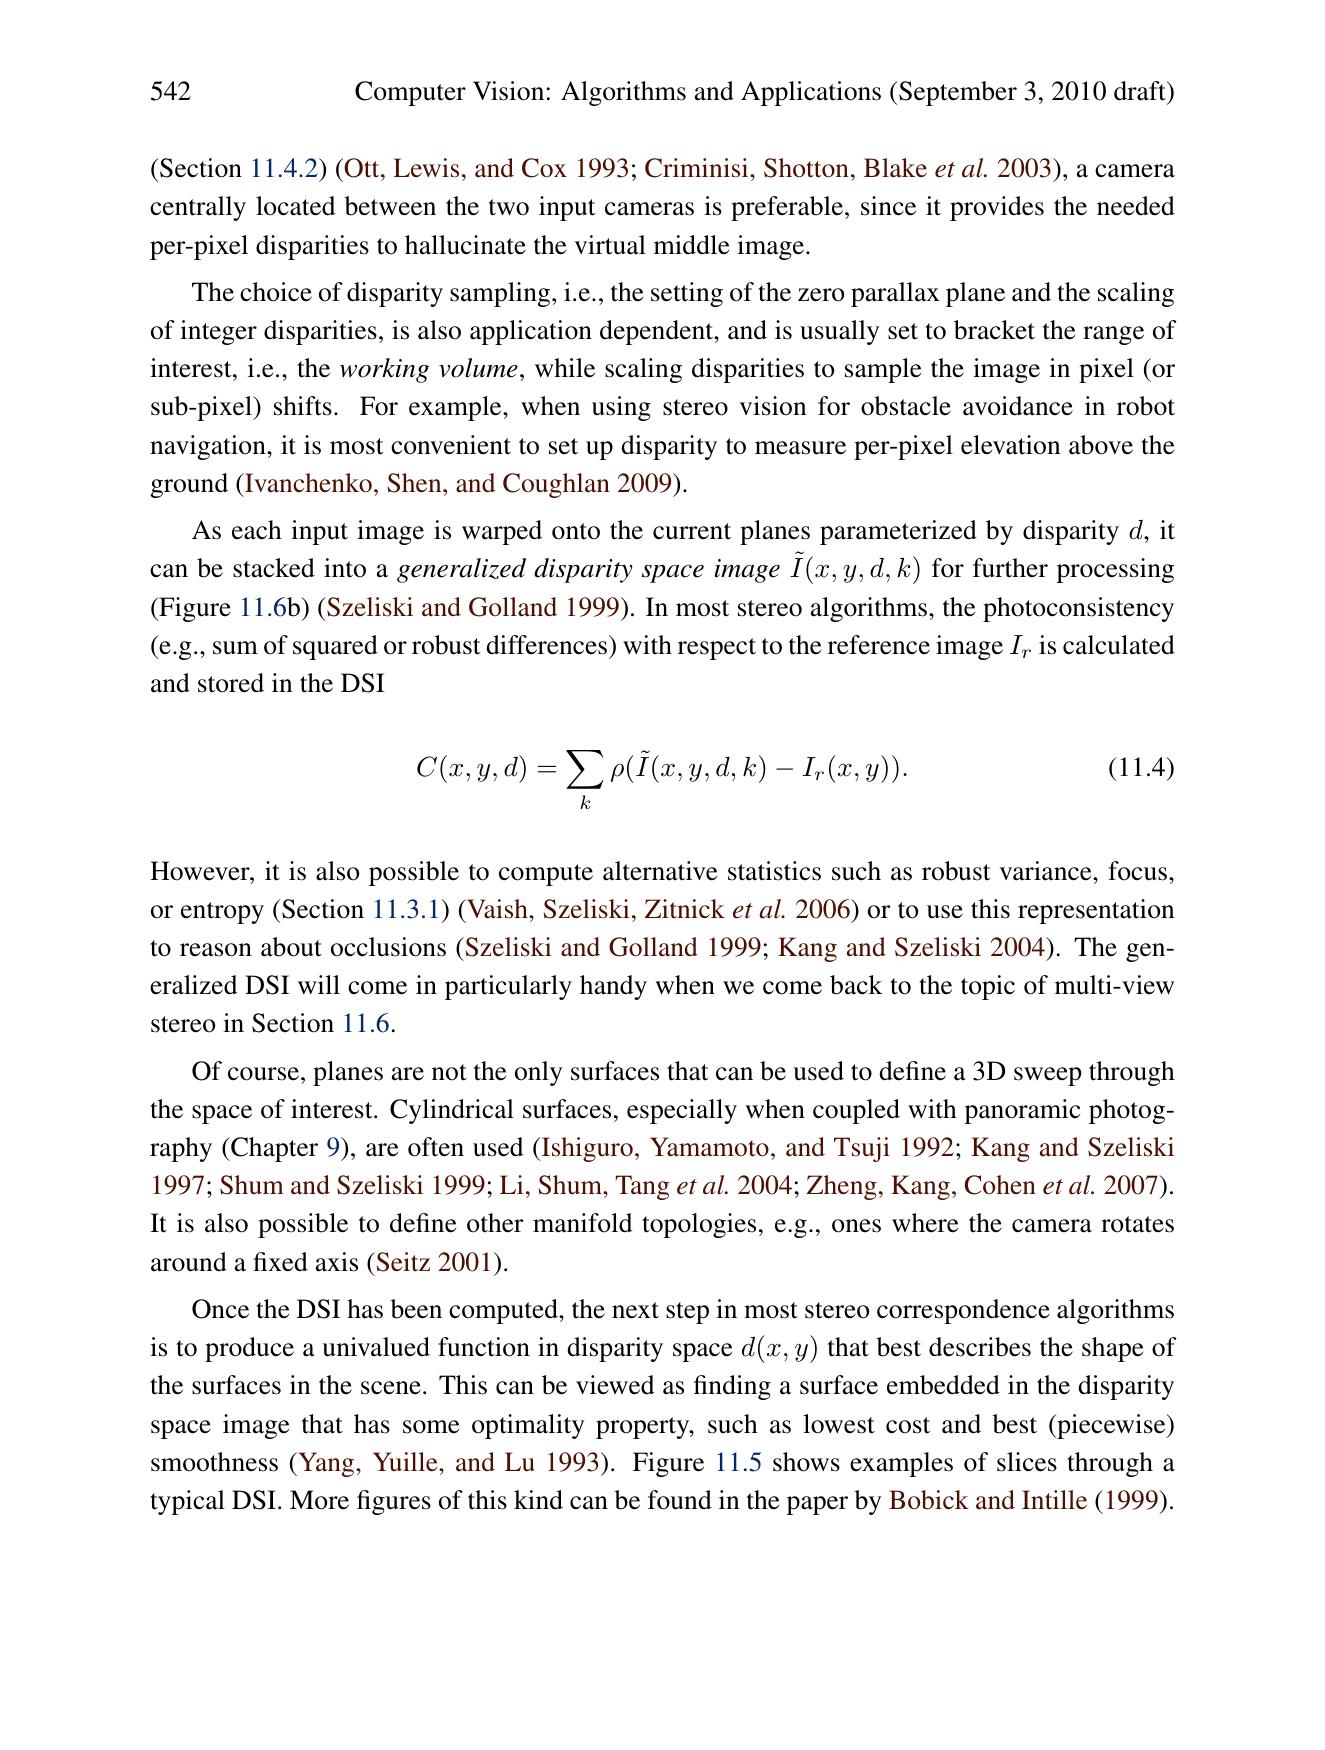 542 Computer Vision: Algorithms and Applications (September 3, 2010 draft)
(Section 11.4.2) (Ott, Lewis, and Cox 1993; Criminisi, Shotton, Blake et al. 2003), a camera
centrally located between the two input cameras is preferable, since it provides the needed
per-pixel disparities to hallucinate the virtual middle image.
The choice of disparity sampling, i.e., the setting of the zero parallax plane and the scaling
of integer disparities, is also application dependent, and is usually set to bracket the range of
interest, i.e., the working volume, while scaling disparities to sample the image in pixel (or
sub-pixel) shifts. For example, when using stereo vision for obstacle avoidance in robot
navigation, it is most convenient to set up disparity to measure per-pixel elevation above the
ground (Ivanchenko, Shen, and Coughlan 2009).
As each input image is warped onto the current planes parameterized by disparity d, it
can be stacked into a generalized disparity space image Ĩ(x, y, d, k) for further processing
(Figure 11.6b) (Szeliski and Golland 1999). In most stereo algorithms, the photoconsistency
(e.g., sum of squared or robust differences) with respect to the reference image I_r is calculated
and stored in the DSI
C(x, y, d) = ∑_k ρ(Ĩ(x, y, d, k) − I_r(x, y)). (11.4)
However, it is also possible to compute alternative statistics such as robust variance, focus,
or entropy (Section 11.3.1) (Vaish, Szeliski, Zitnick et al. 2006) or to use this representation
to reason about occlusions (Szeliski and Golland 1999; Kang and Szeliski 2004). The gen-
eralized DSI will come in particularly handy when we come back to the topic of multi-view
stereo in Section 11.6.
Of course, planes are not the only surfaces that can be used to define a 3D sweep through
the space of interest. Cylindrical surfaces, especially when coupled with panoramic photog-
raphy (Chapter 9), are often used (Ishiguro, Yamamoto, and Tsuji 1992; Kang and Szeliski
1997; Shum and Szeliski 1999; Li, Shum, Tang et al. 2004; Zheng, Kang, Cohen et al. 2007).
It is also possible to define other manifold topologies, e.g., ones where the camera rotates
around a fixed axis (Seitz 2001).
Once the DSI has been computed, the next step in most stereo correspondence algorithms
is to produce a univalued function in disparity space d(x, y) that best describes the shape of
the surfaces in the scene. This can be viewed as finding a surface embedded in the disparity
space image that has some optimality property, such as lowest cost and best (piecewise)
smoothness (Yang, Yuille, and Lu 1993). Figure 11.5 shows examples of slices through a
typical DSI. More figures of this kind can be found in the paper by Bobick and Intille (1999).